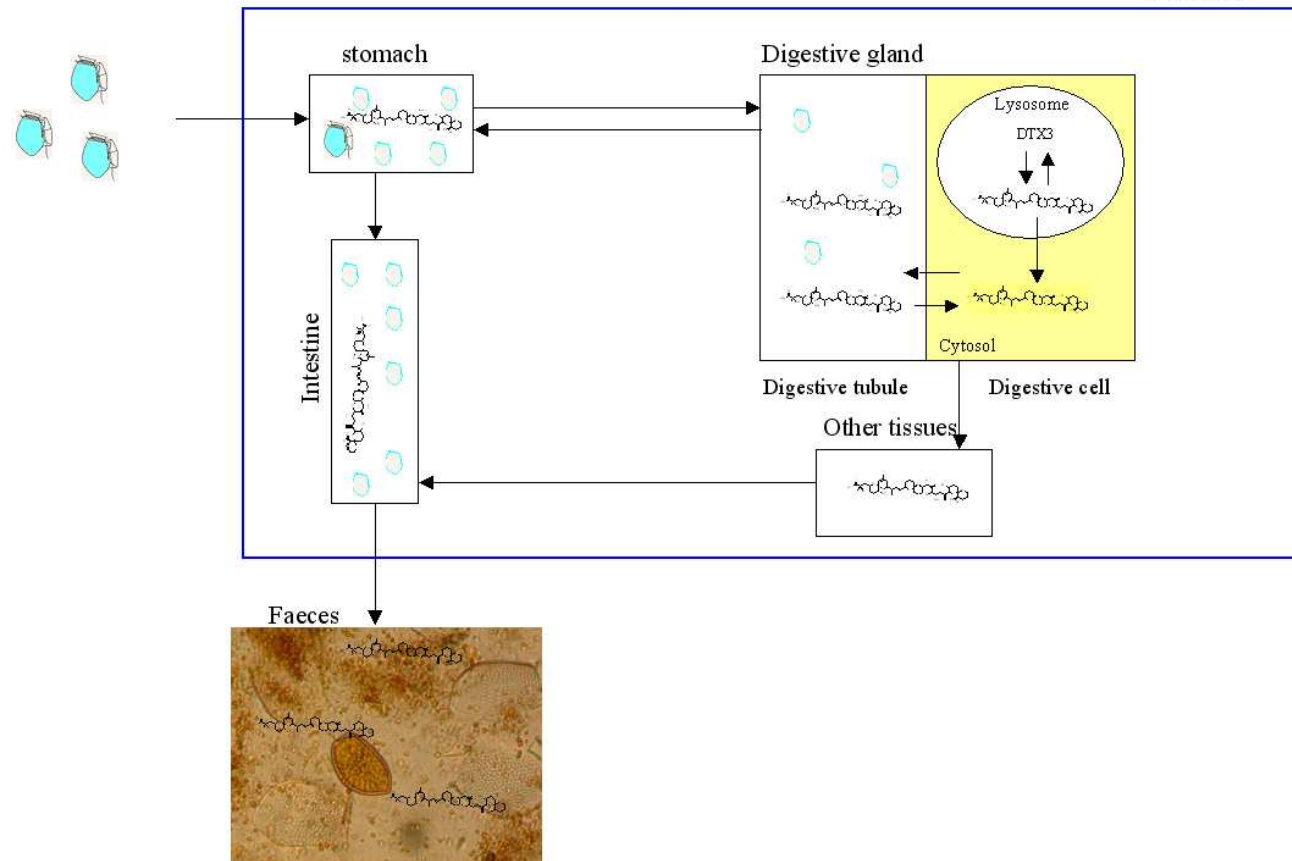 stomach
Digestive gland
Lysosome
DTX3
Intestine
Cytosol
Digestive tubule
Digestive cell
Other tissues
Faeces